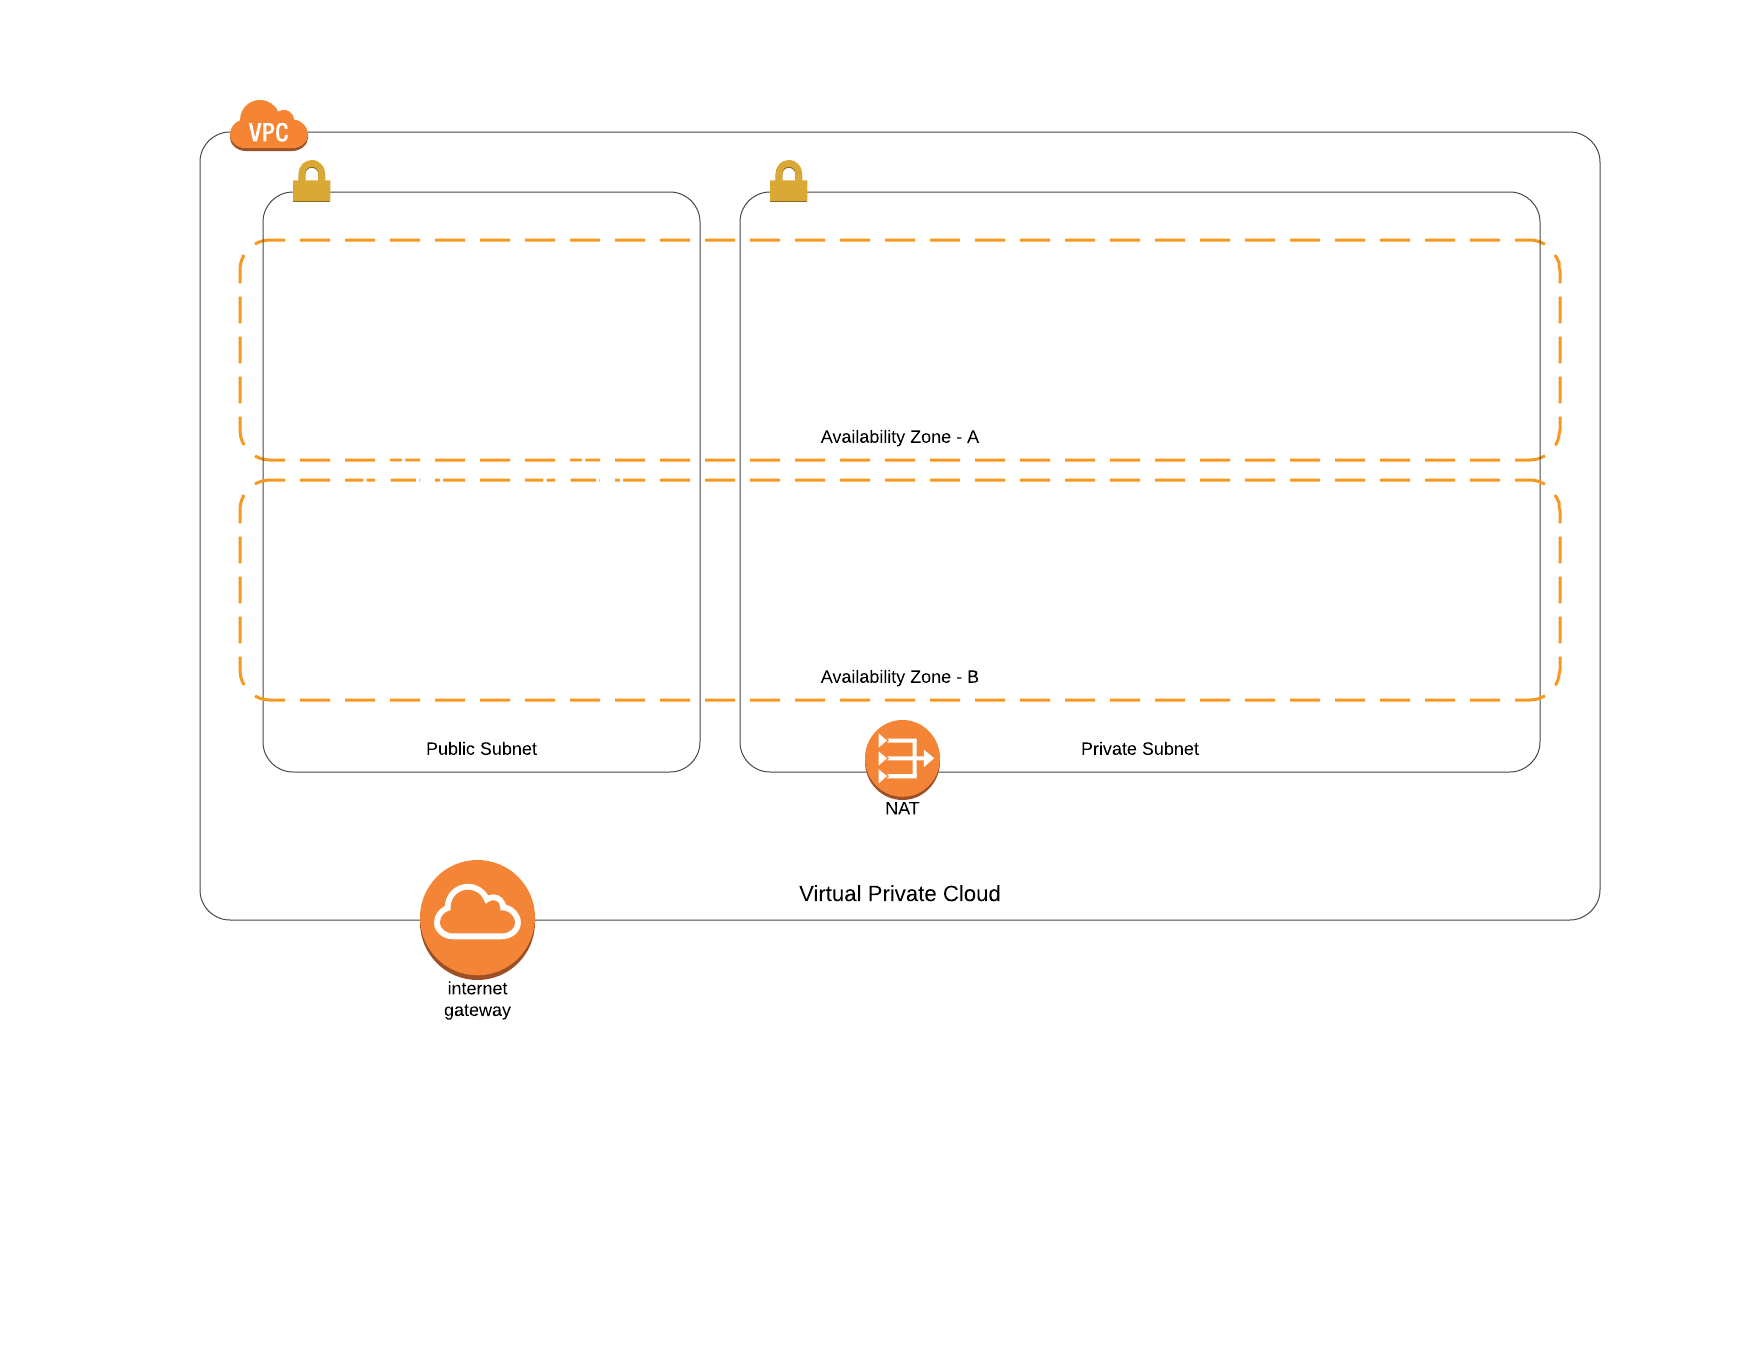 VPC
Availability Zone - A
Availability Zone - B
Public Subnet
Private Subnet
NAT
Virtual Private Cloud
internet
gateway